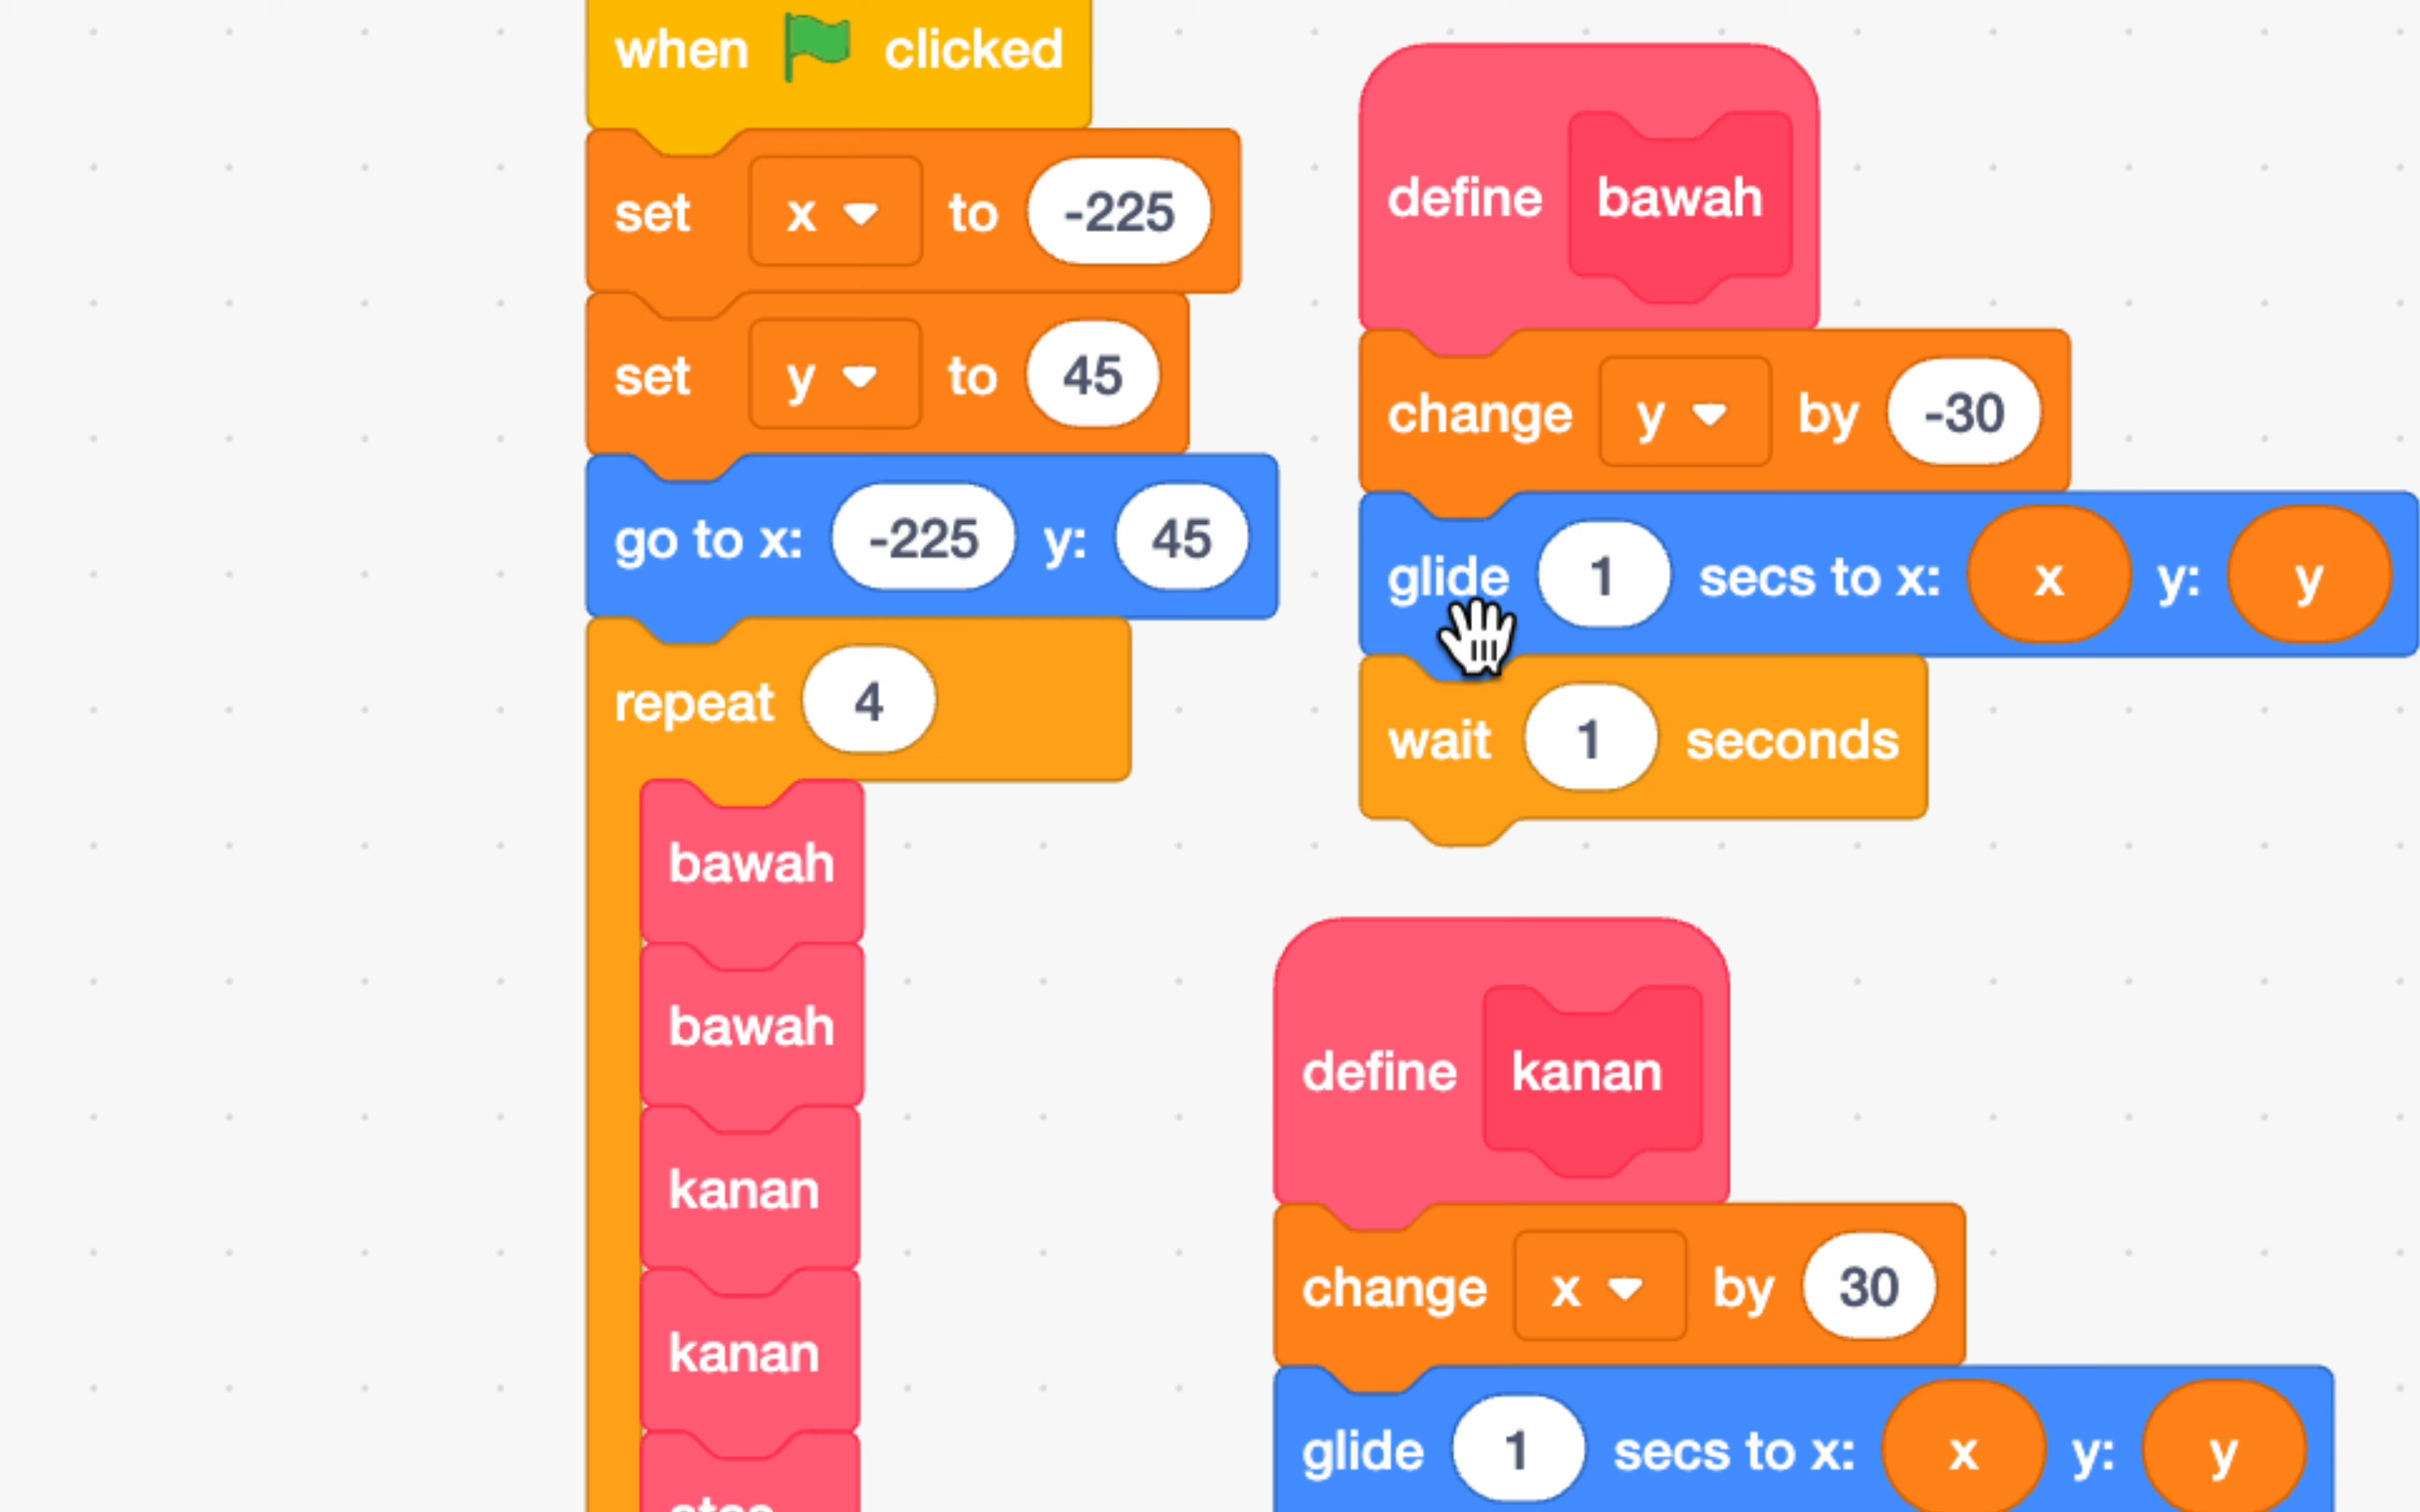 when clicked
set x to -225
set y to 45
go to x: -225 y: 45
repeat 4
bawah
bawah
kanan
kanan
define bawah
change y by -30
glide 1 secs to x: x y: y
wait 1 seconds
define kanan
change x by 30
glide 1 secs to x: x y: y